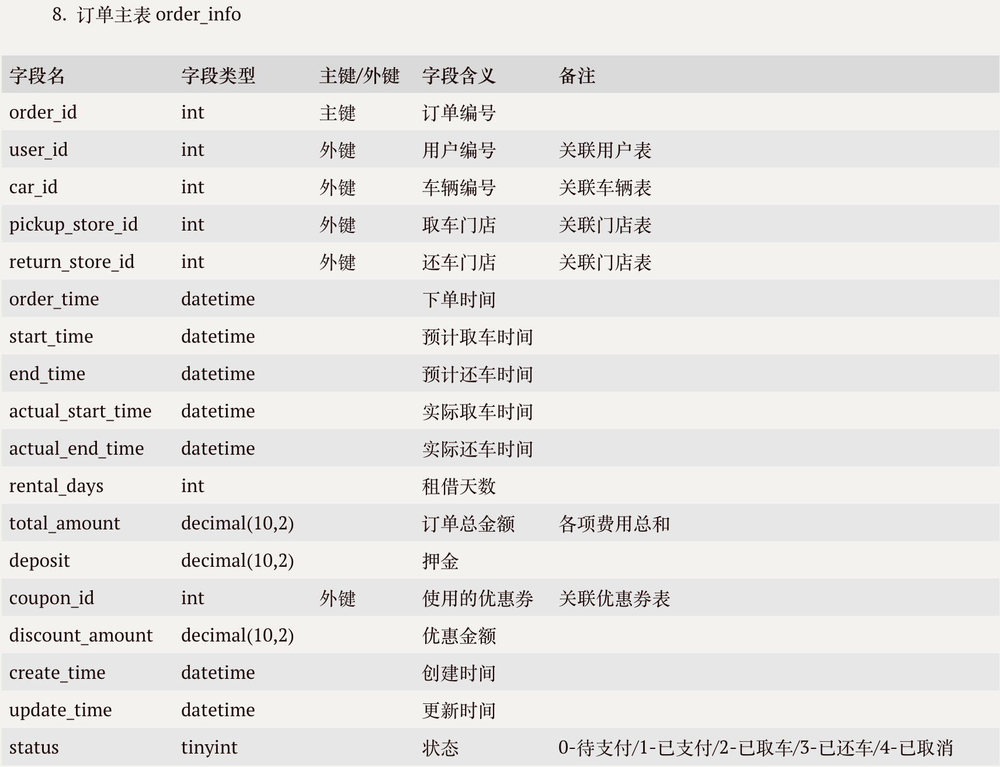 8. 订单主表 order_info
字段名 字段类型 主键/外键 字段含义 备注
order_id int 主键 订单编号
user_id int 外键 用户编号 关联用户表
car_id int 外键 车辆编号 关联车辆表
pickup_store_id int 外键 取车门店 关联门店表
return_store_id int 外键 还车门店 关联门店表
order_time datetime 下单时间
start_time datetime 预计取车时间
end_time datetime 预计还车时间
actual_start_time datetime 实际取车时间
actual_end_time datetime 实际还车时间
rental_days int 租借天数
total_amount decimal(10,2) 订单总金额 各项费用总和
deposit decimal(10,2) 押金
coupon_id int 外键 使用的优惠券 关联优惠券表
discount_amount decimal(10,2) 优惠金额
create_time datetime 创建时间
update_time datetime 更新时间
status tinyint 状态 0-待支付/1-已支付/2-已取车/3-已还车/4-已取消